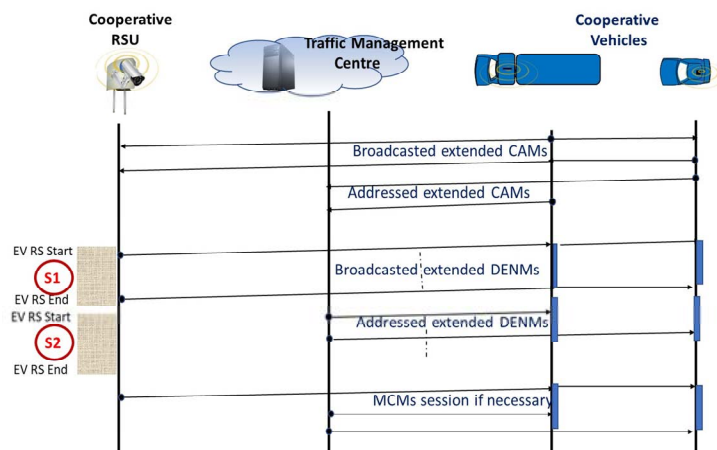 Cooperative
RSU
Traffic Management
Centre
Cooperative
Vehicles
Broadcasted extended CAMs
Addressed extended CAMs
EV RS Start
S1
Broadcasted extended DENMs
EV RS End
EV RS Start
Addressed extended DENMs
S2
EV RS End
MCMs session if necessary